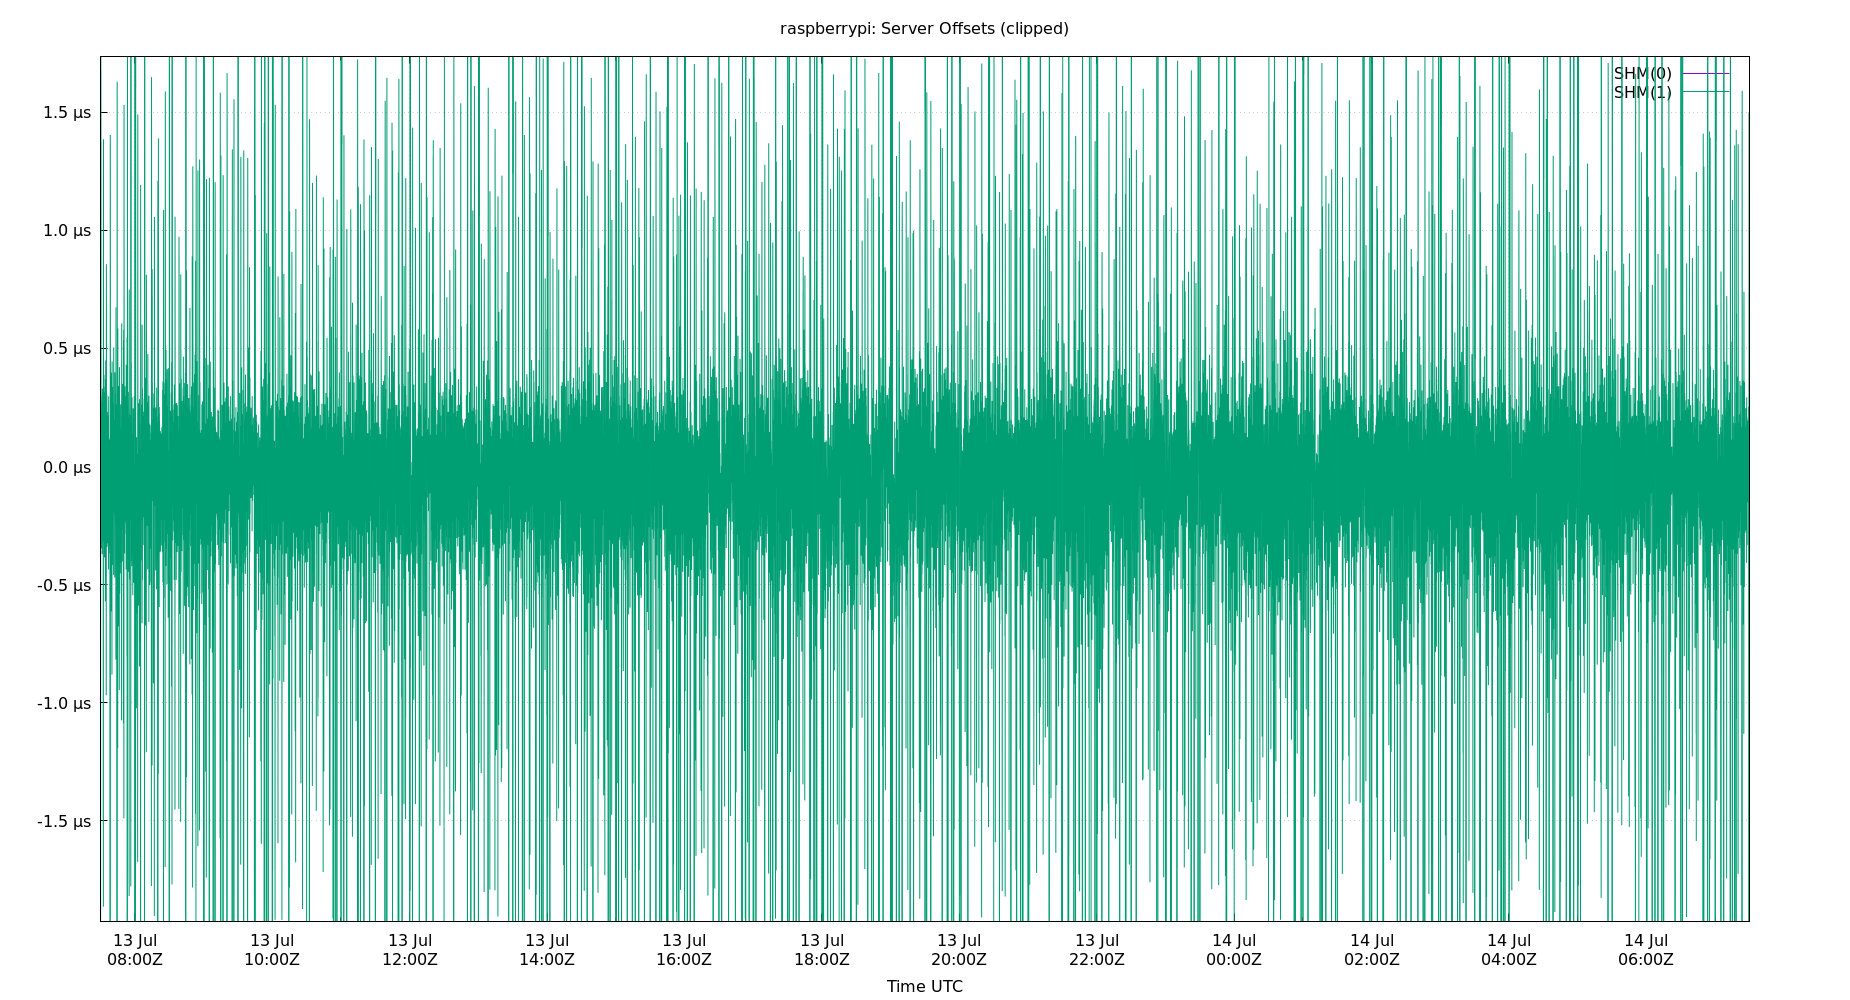 raspberrypi: Server Offsets (clipped)
SHM(0)
SHM(1)
1.5 µs
1.0 µs
0.5 µs
0.0 µs
-0.5 µs
-1.0 µs
-1.5 µs
13 Jul 13 Jul 13 Jul 13 Jul 13 Jul 13 Jul 13 Jul 13 Jul 14 Jul 14 Jul 14 Jul 14 Jul
08:00Z 10:00Z 12:00Z 14:00Z 16:00Z 18:00Z 20:00Z 22:00Z 00:00Z 02:00Z 04:00Z 06:00Z
Time UTC